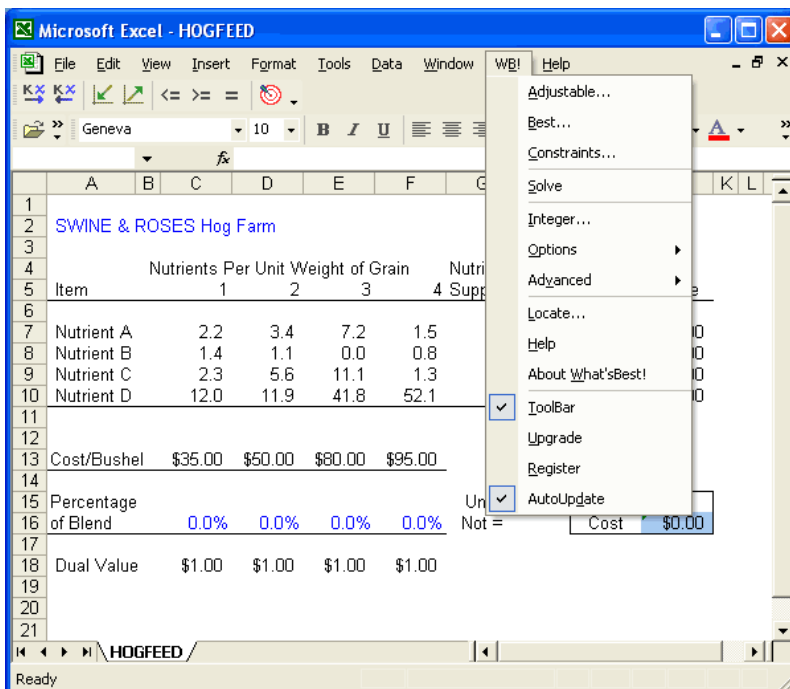 Microsoft Excel - HOGFEED
File Edit View Insert Format Tools Data Window WB! Help
<= >= =
Geneva 10 B I U A
fx
A B C D E F G K L
1
2 SWINE & ROSES Hog Farm
3
4 Nutrients Per Unit Weight of Grain Nutri
5 Item 1 2 3 4 Supp e
6
7 Nutrient A 2.2 3.4 7.2 1.5 00
8 Nutrient B 1.4 1.1 0.0 0.8 00
9 Nutrient C 2.3 5.6 11.1 1.3 00
10 Nutrient D 12.0 11.9 41.8 52.1 00
11
12
13 Cost/Bushel $35.00 $50.00 $80.00 $95.00
14
15 Percentage Un
16 of Blend 0.0% 0.0% 0.0% 0.0% Not = Cost $0.00
17
18 Dual Value $1.00 $1.00 $1.00 $1.00
19
20
21
Adjustable...
Best...
Constraints...
Solve
Integer...
Options
Advanced
Locate...
Help
About What'sBest!
ToolBar
Upgrade
Register
AutoUpdate
HOGFEED
Ready